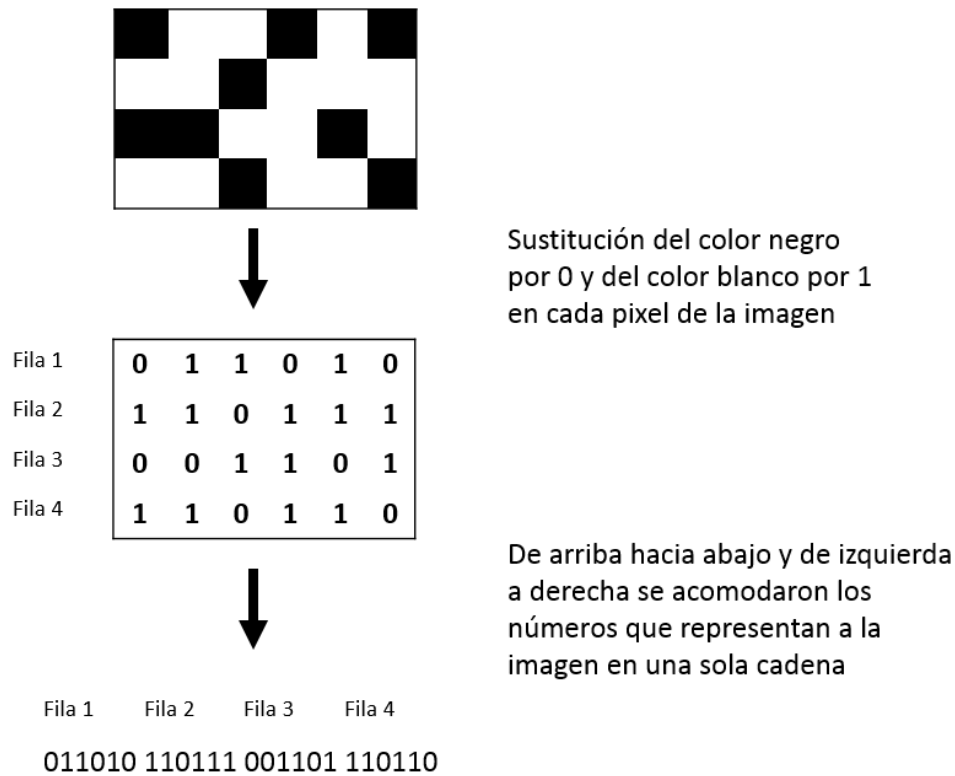 Sustitución del color negro
por 0 y del color blanco por 1
en cada pixel de la imagen
Fila 1 0 1 1 0 1 0
Fila 2 1 1 0 1 1 1
Fila 3 0 0 1 1 0 1
Fila 4 1 1 0 1 1 0
De arriba hacia abajo y de izquierda
a derecha se acomodaron los
números que representan a la
imagen en una sola cadena
Fila 1 Fila 2 Fila 3 Fila 4
011010 110111 001101 110110